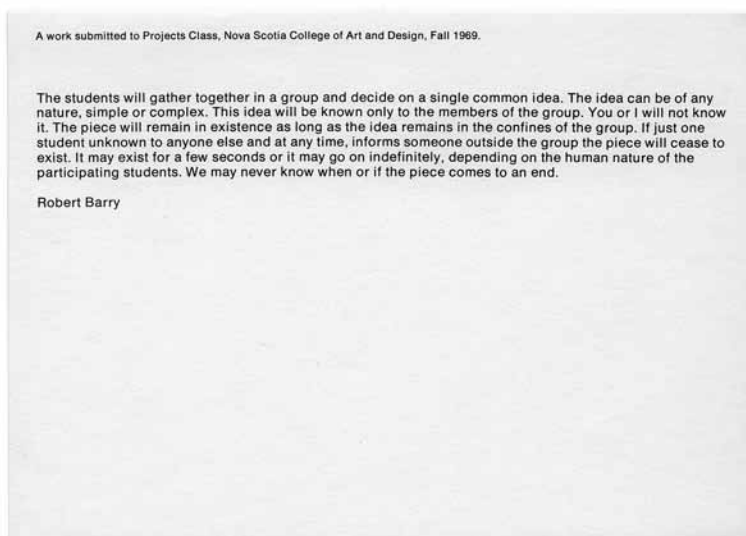 A work submitted to Projects Class, Nova Scotia College of Art and Design, Fall 1969.
The students will gather together in a group and decide on a single common idea. The idea can be of any
nature, simple or complex. This idea will be known only to the members of the group. You or I will not know
it. The piece will remain in existence as long as the idea remains in the confines of the group. If just one
student unknown to anyone else and at any time, informs someone outside the group the piece will cease to
exist. It may exist for a few seconds or it may go on indefinitely, depending on the human nature of the
participating students. We may never know when or if the piece comes to an end.
Robert Barry